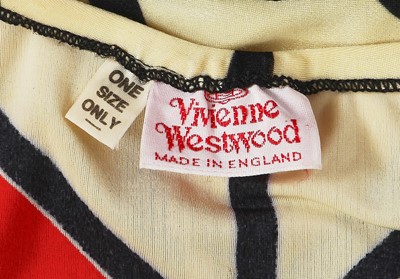 ONE
SIZE
ONLY
Vivienne
Westwood
MADE IN ENGLAND